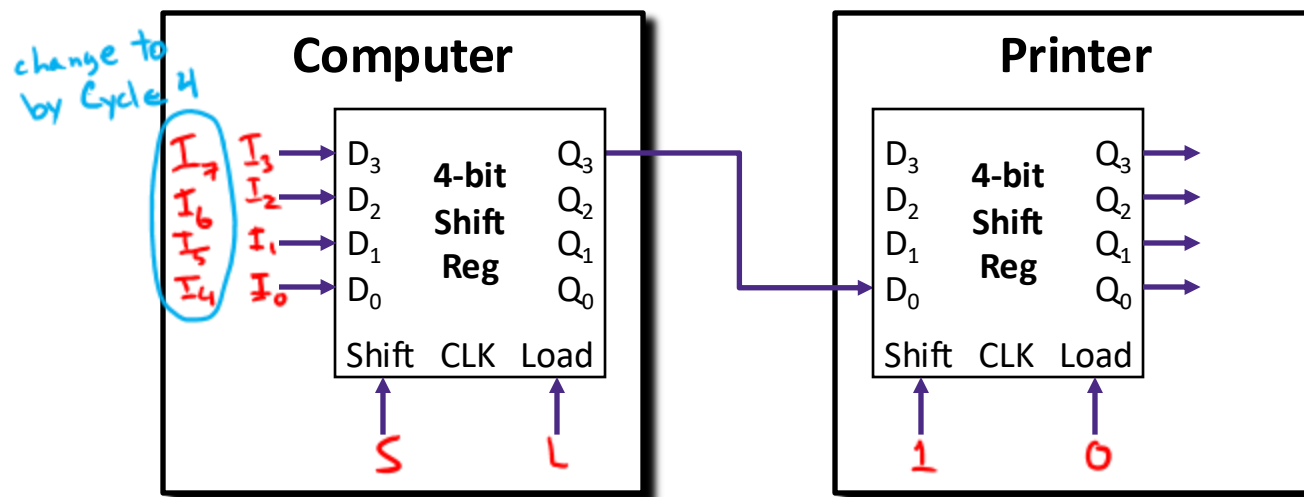 Computer
Printer
change to
by Cycle 4
I₇ I₃ D₃ Q₃
I₆ I₂ D₂ Q₂
I₅ I₁ D₁ Q₁
I₄ I₀ D₀ Q₀
4-bit
Shift
Reg
Shift CLK Load
S L
D₃ Q₃
D₂ Q₂
D₁ Q₁
D₀ Q₀
4-bit
Shift
Reg
Shift CLK Load
1 0